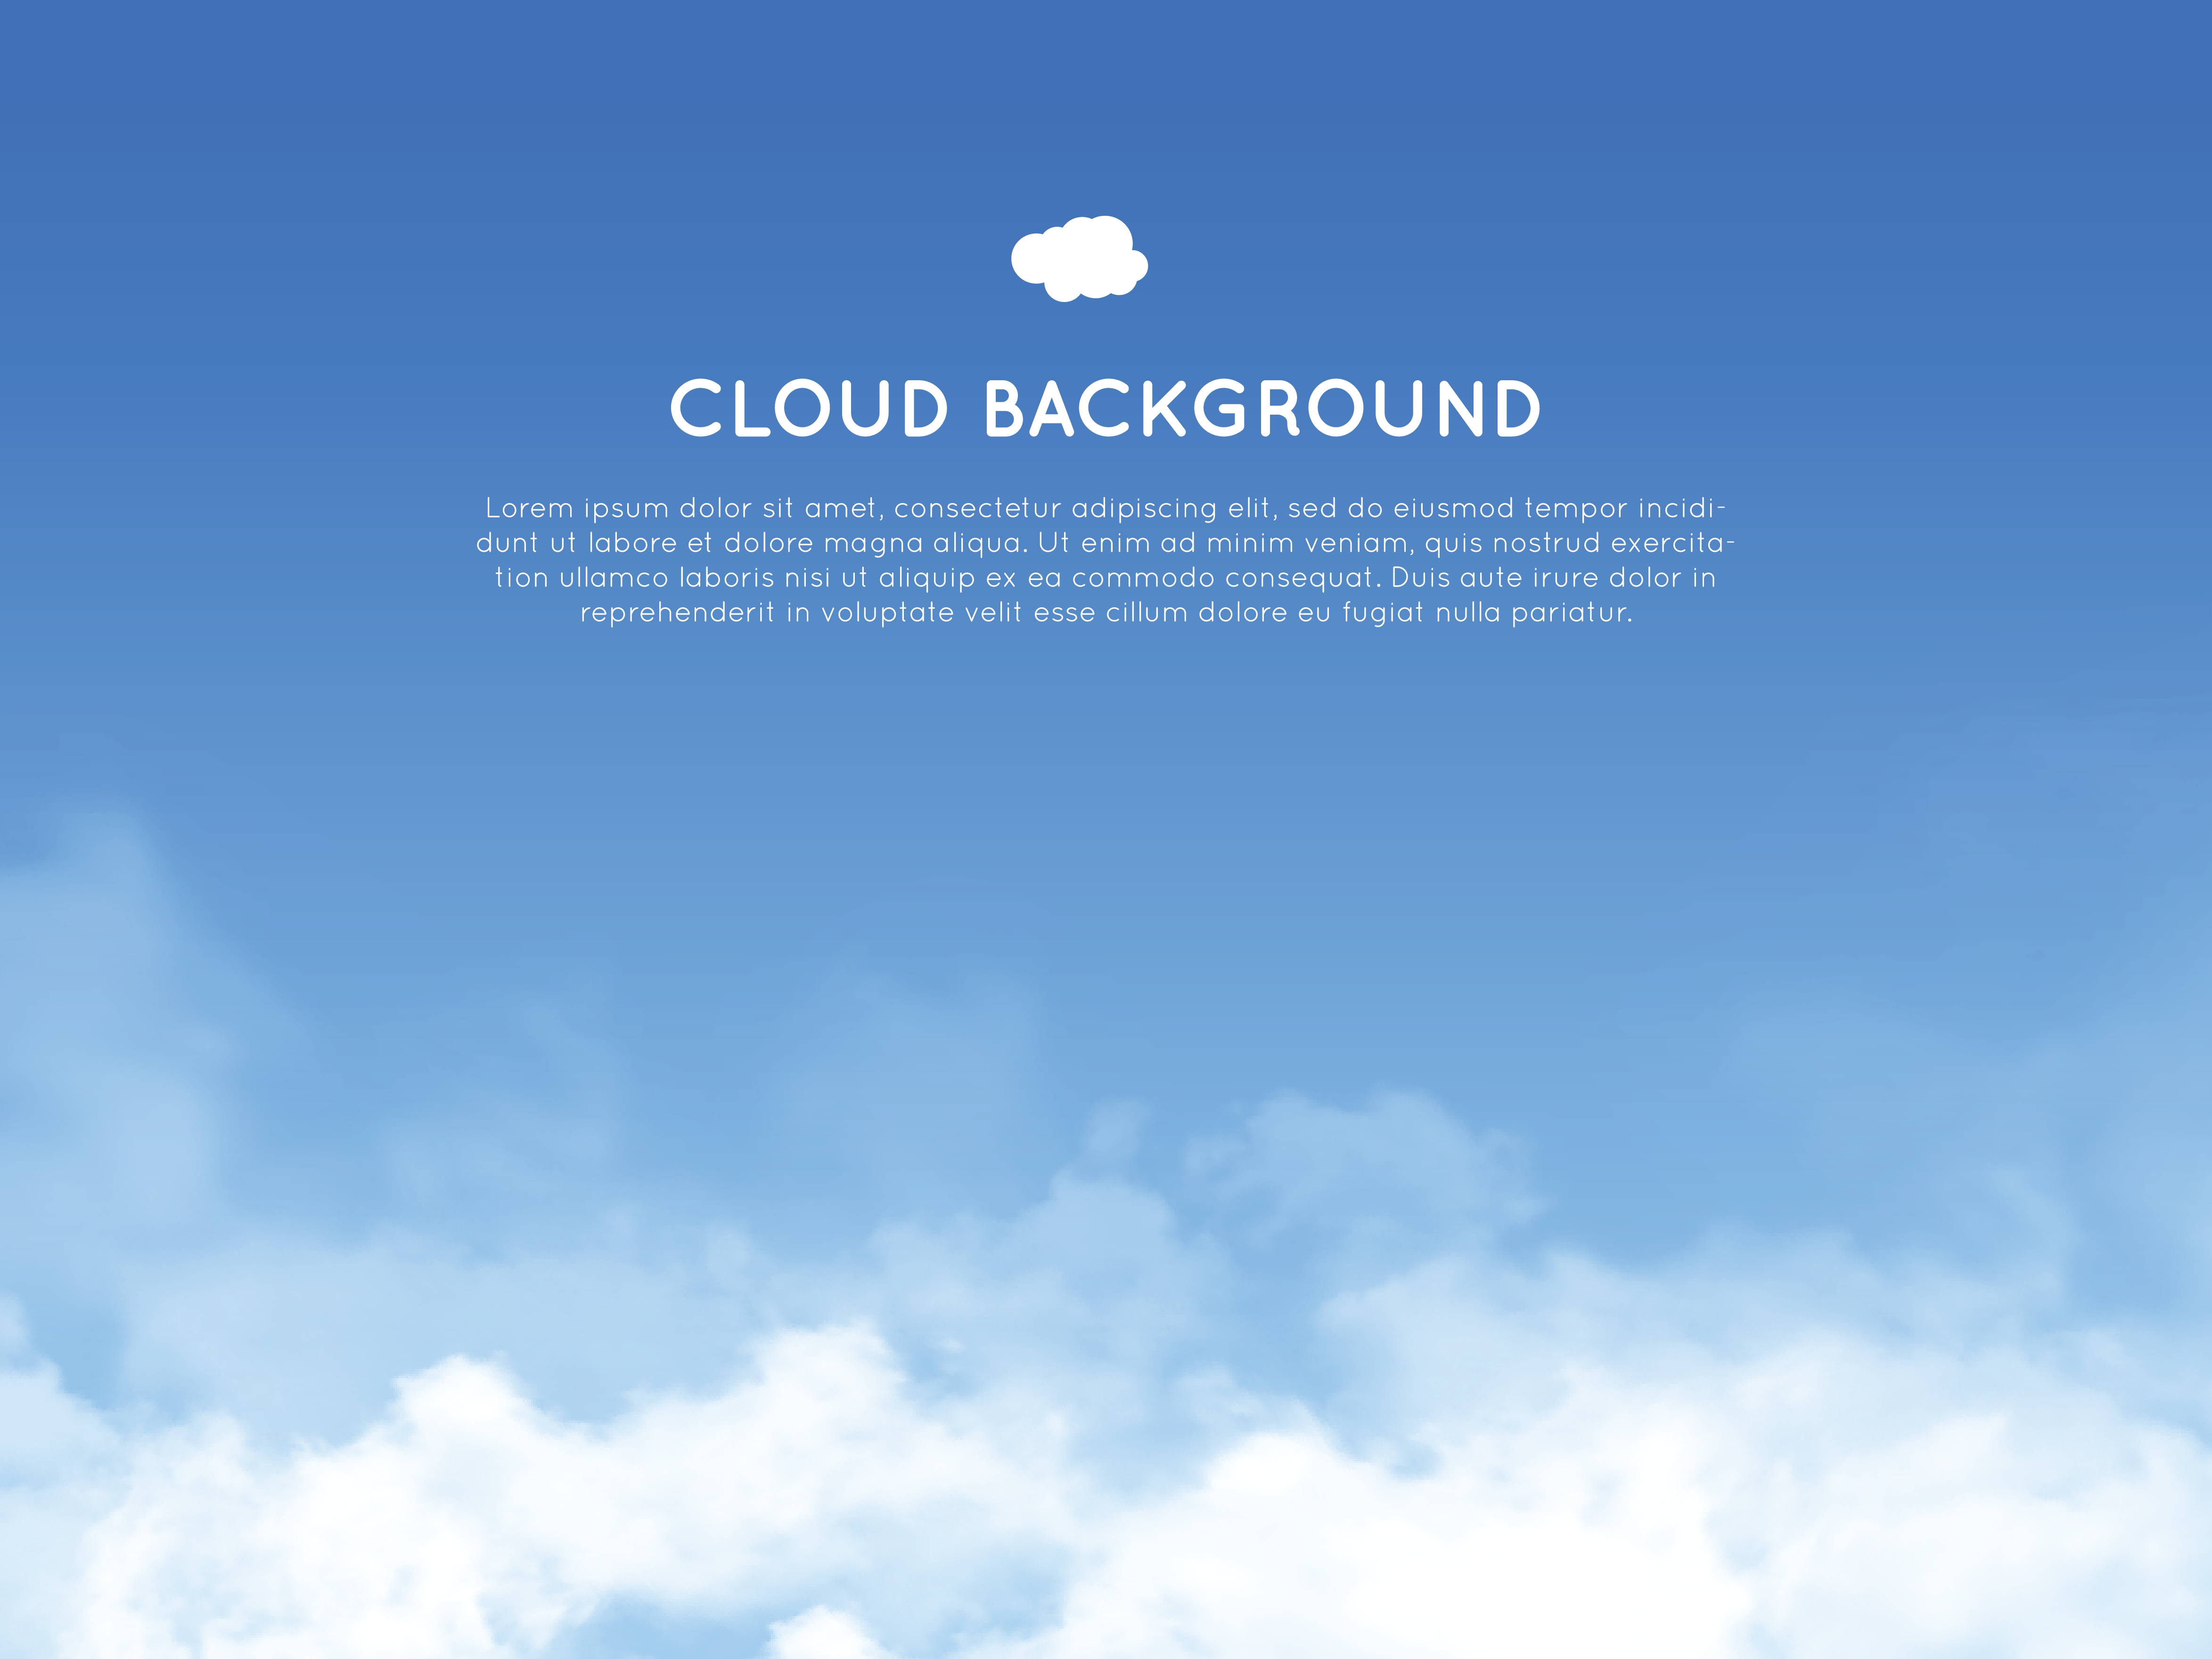 CLOUD BACKGROUND
Lorem ipsum dolor sit amet, consectetur adipiscing elit, sed do eiusmod tempor incidi-
dunt ut labore et dolore magna aliqua. Ut enim ad minim veniam, quis nostrud exercita-
tion ullamco laboris nisi ut aliquip ex ea commodo consequat. Duis aute irure dolor in
reprehenderit in voluptate velit esse cillum dolore eu fugiat nulla pariatur.